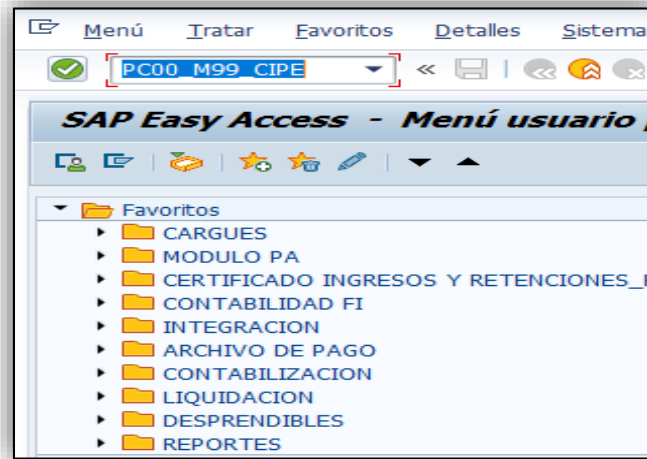 Menú Tratar Favoritos Detalles Sistema
PC00_M99_CIPE
SAP Easy Access - Menú usuario
Favoritos
CARGUES
MODULO PA
CERTIFICADO INGRESOS Y RETENCIONES_
CONTABILIDAD FI
INTEGRACION
ARCHIVO DE PAGO
CONTABILIZACION
LIQUIDACION
DESPRENDIBLES
REPORTES